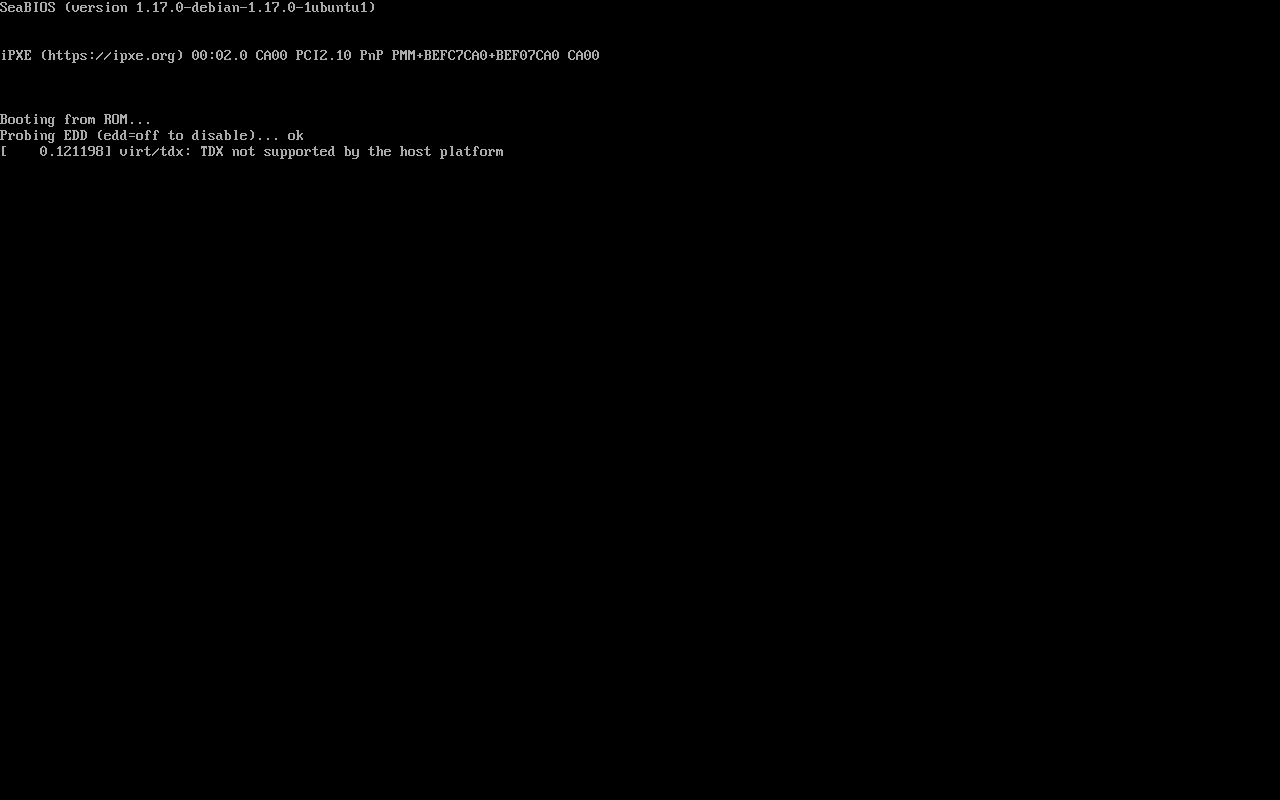 SeaBIOS (version 1.17.0-debian-1.17.0-1ubuntu1)
iPXE (https://ipxe.org) 00:02.0 CA00 PCI2.10 PnP PMM+BEFC7CA0+BEF07CA0 CA00
Booting from ROM...
Probing EDD (edd=off to disable)... ok
[    0.121198] virt/tdx: TDX not supported by the host platform